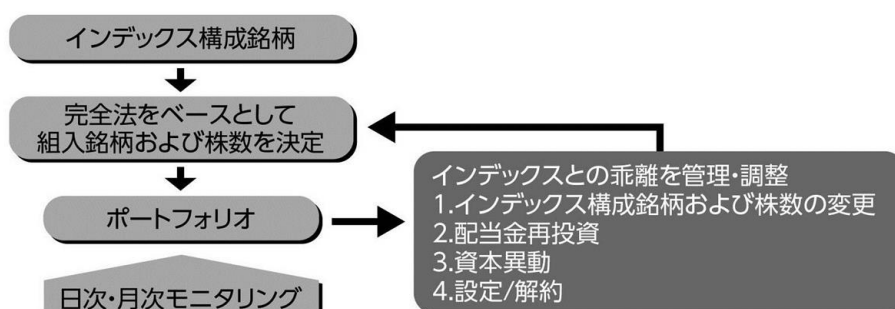 インデックス構成銘柄
完全法をベースとして
組入銘柄および株数を決定
ポートフォリオ
日次・月次モニタリング
インデックスとの乖離を管理・調整
1.インデックス構成銘柄および株数の変更
2.配当金再投資
3.資本異動
4.設定/解約